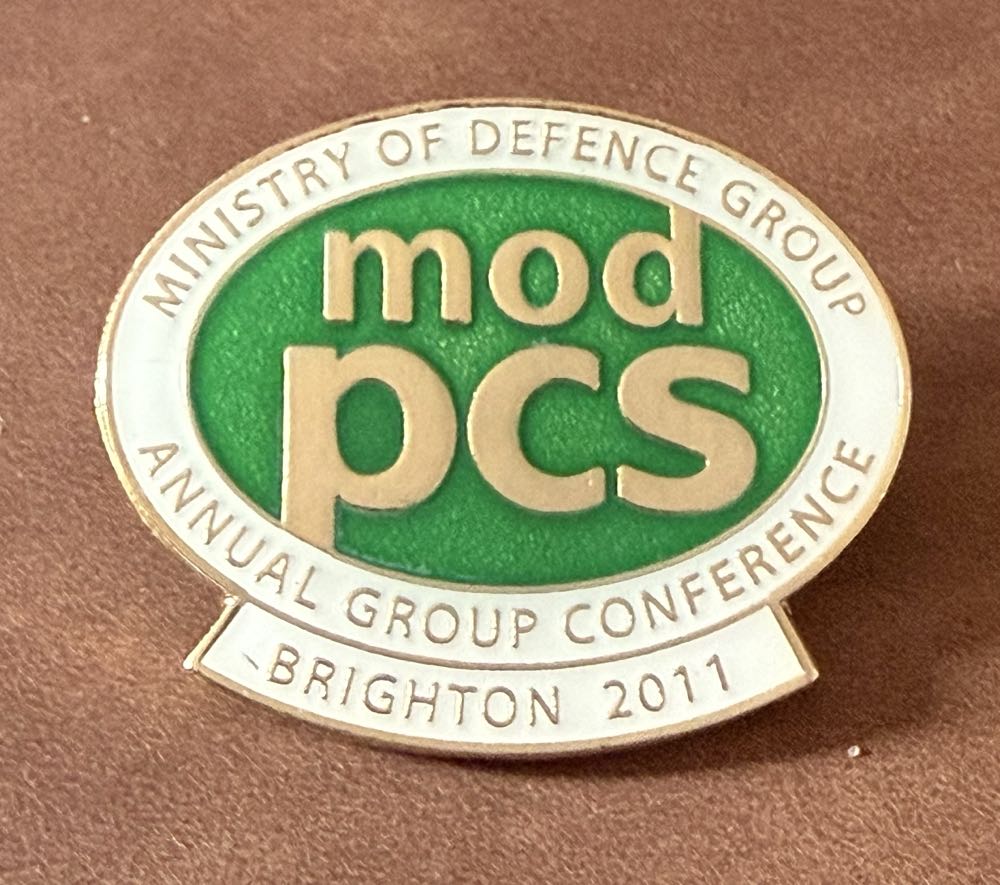 MINISTRY OF DEFENCE GROUP
mod
pcs
ANNUAL GROUP CONFERENCE
BRIGHTON 2011